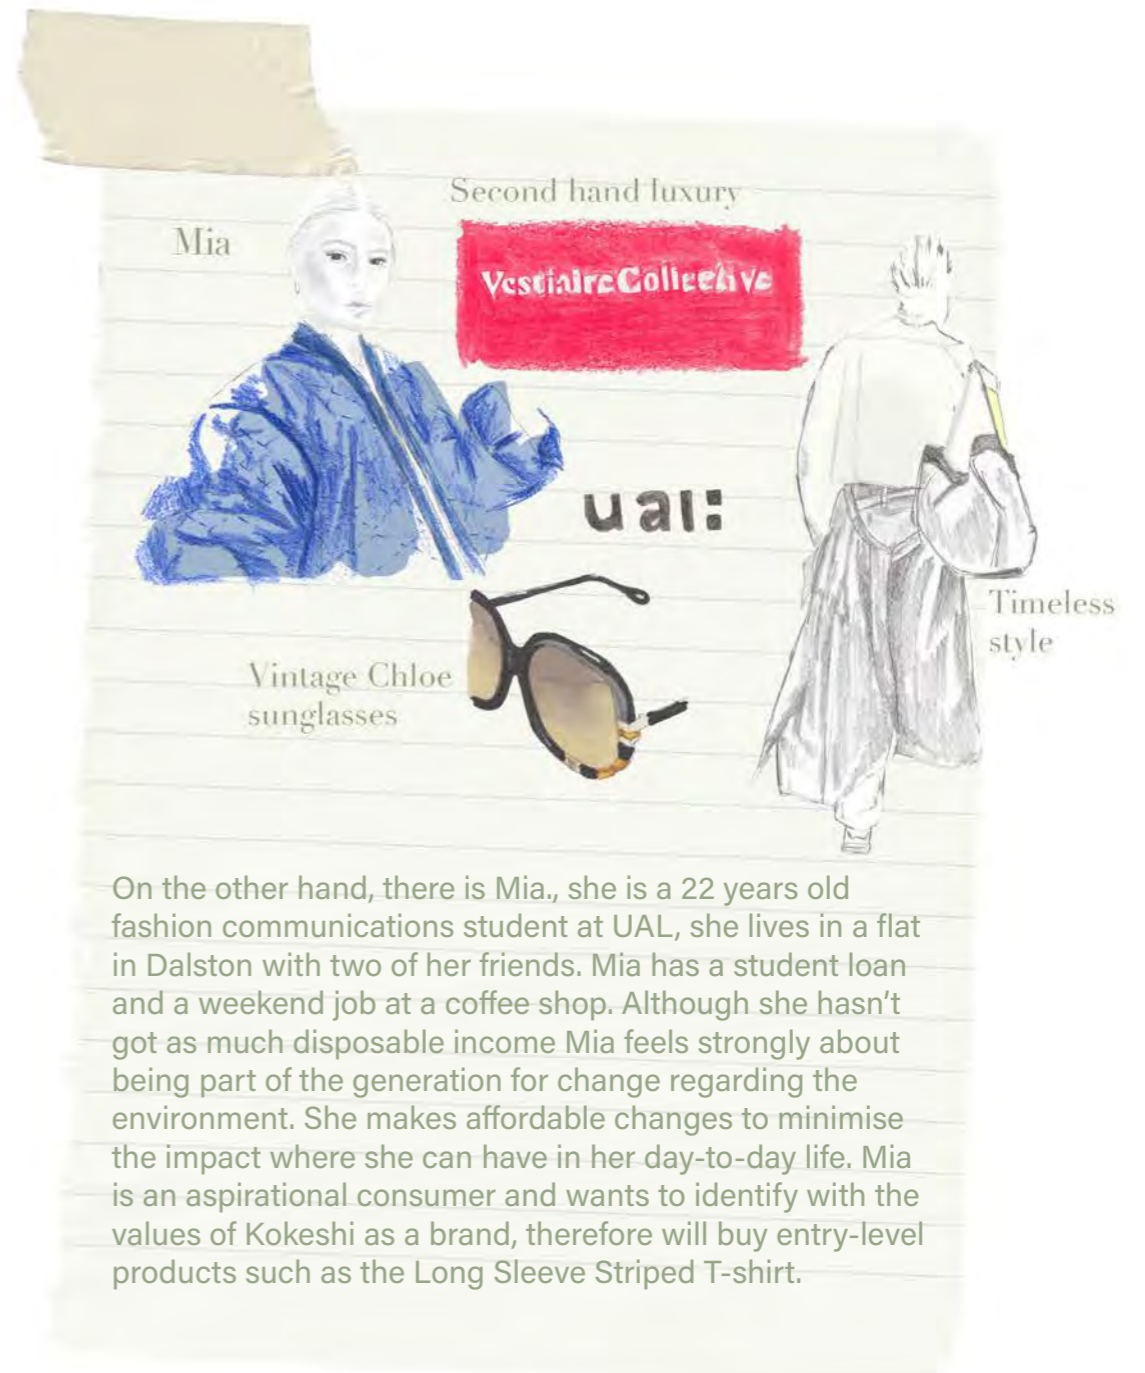 Second hand luxury
Mia
VestiaireCollective
ual:
Timeless
style
Vintage Chloe
sunglasses
On the other hand, there is Mia., she is a 22 years old
fashion communications student at UAL, she lives in a flat
in Dalston with two of her friends. Mia has a student loan
and a weekend job at a coffee shop. Although she hasn’t
got as much disposable income Mia feels strongly about
being part of the generation for change regarding the
environment. She makes affordable changes to minimise
the impact where she can have in her day-to-day life. Mia
is an aspirational consumer and wants to identify with the
values of Kokeshi as a brand, therefore will buy entry-level
products such as the Long Sleeve Striped T-shirt.